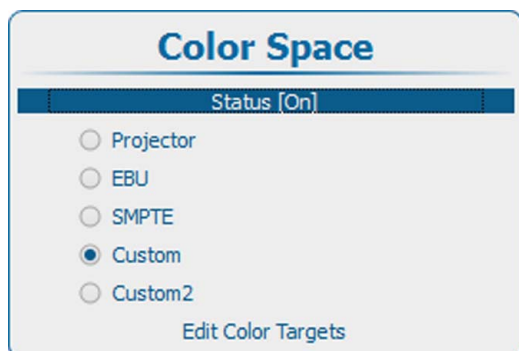 Color Space
Status [On]
Projector
EBU
SMPTE
Custom
Custom2
Edit Color Targets